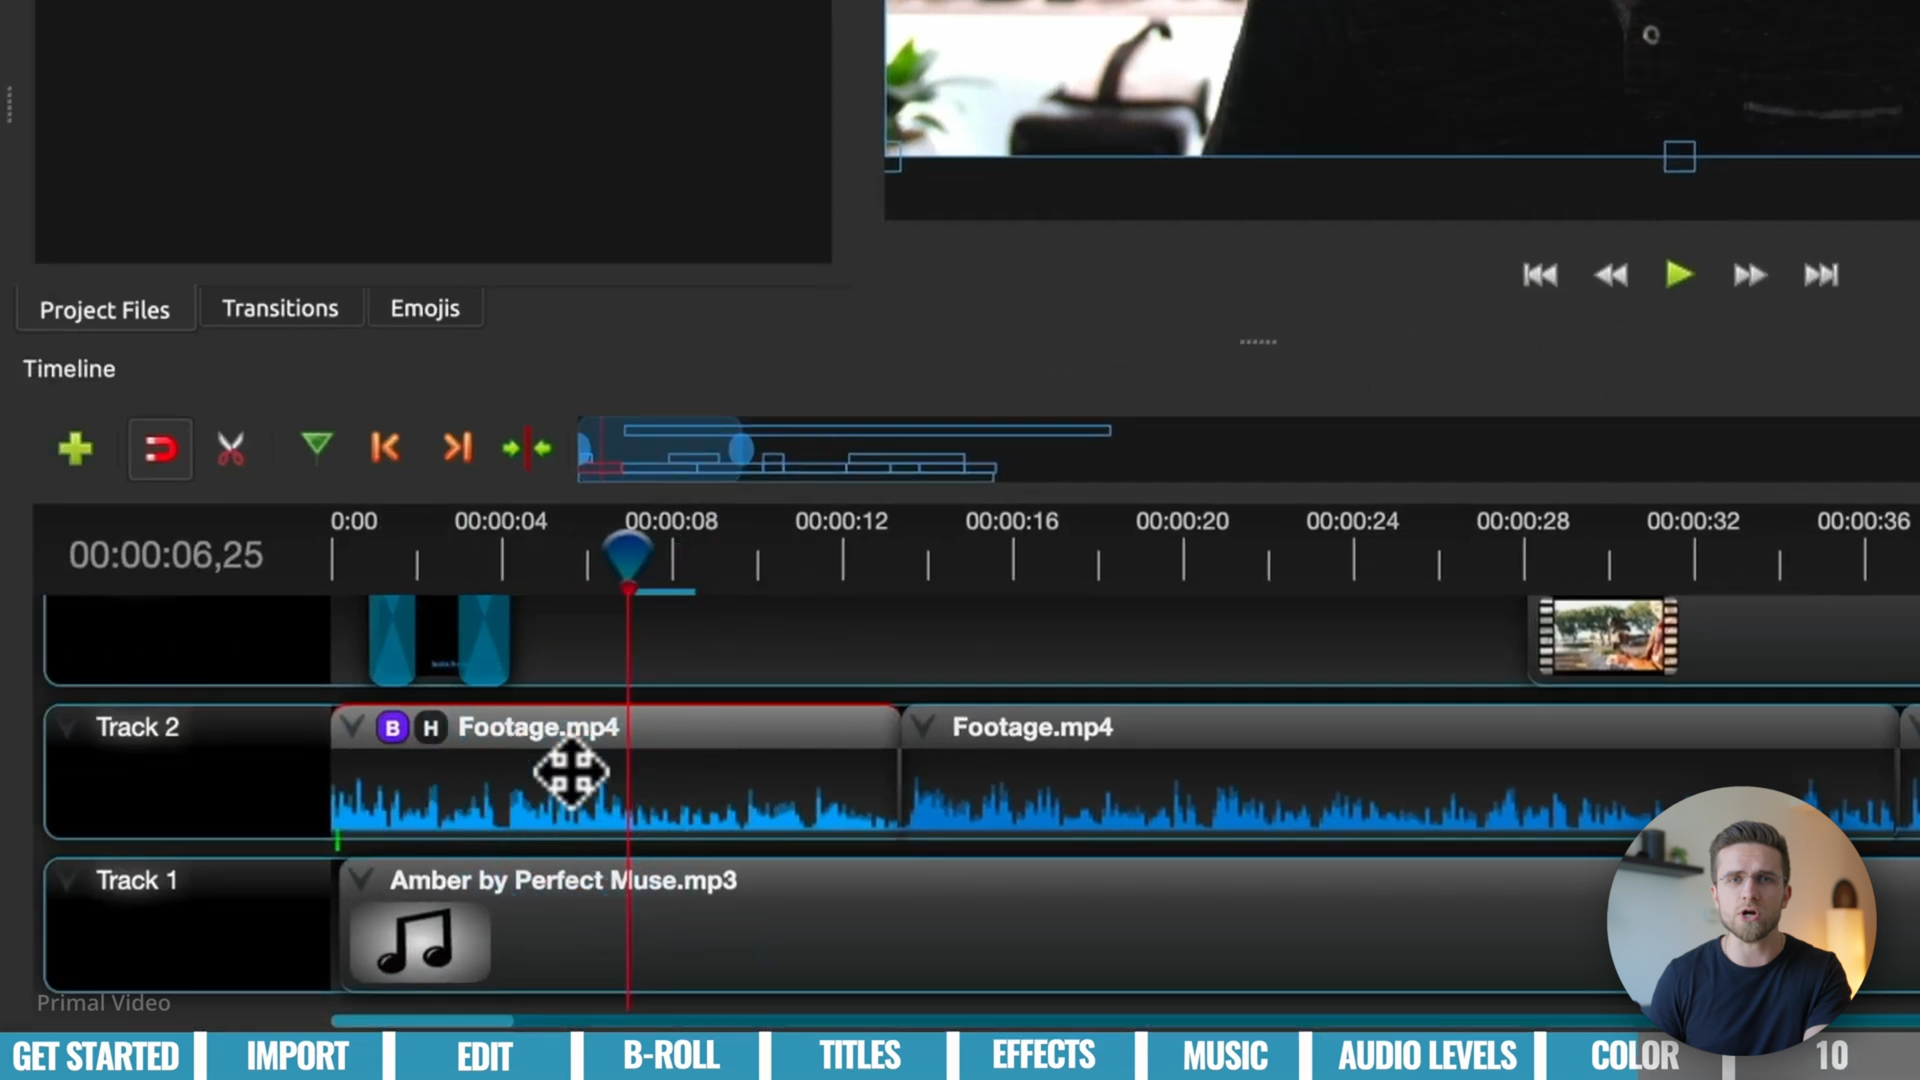 Project Files
Transitions
Emojis
Timeline
0:00
00:00:04
00:00:08
00:00:12
00:00:16
00:00:20
00:00:24
00:00:28
00:00:32
00:00:36
00:00:06,25
Track 2
B
H
Footage.mp4
Footage.mp4
Track 1
Amber by Perfect Muse.mp3
Primal Video
GET STARTED
IMPORT
EDIT
B-ROLL
TITLES
EFFECTS
MUSIC
AUDIO LEVELS
COLOR
10